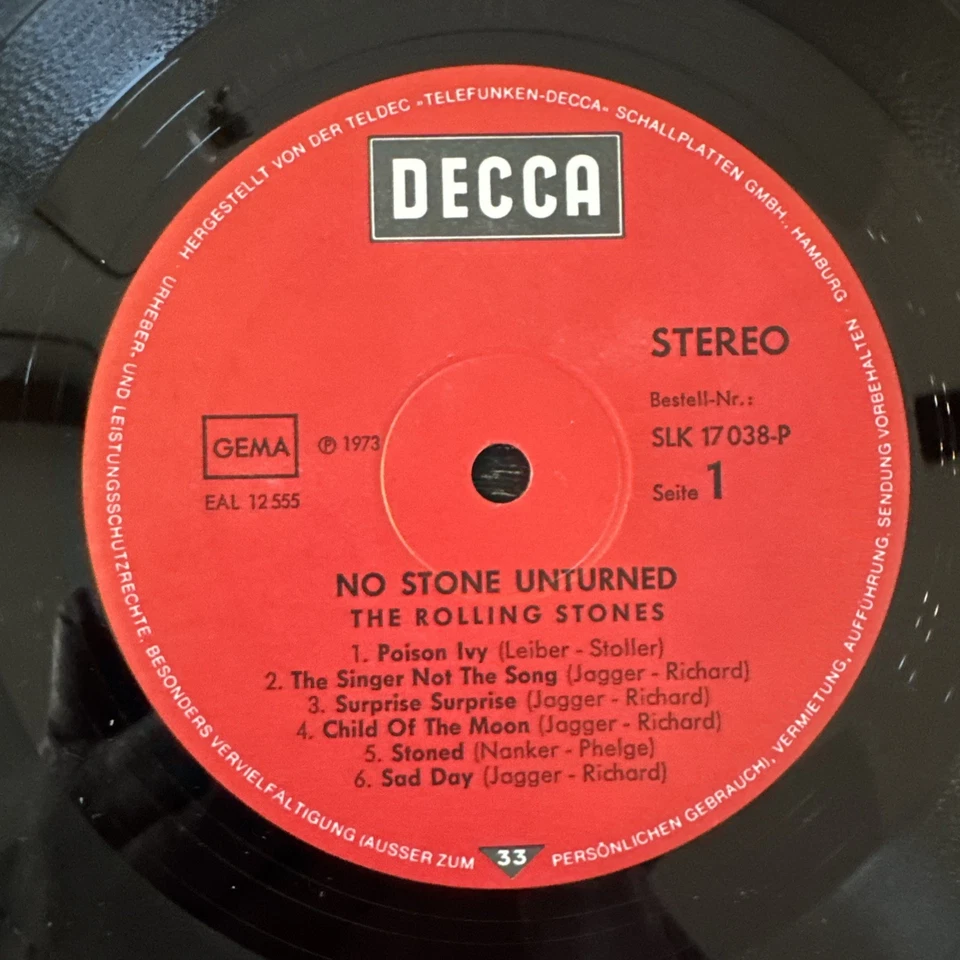 HERGESTELLT VON DER TELDEC »TELEFUNKEN-DECCA« SCHALLPLATTEN GMBH., HAMBURG ·
URHEBER- UND LEISTUNGSSCHUTZRECHTE, BESONDERS VERVIELFÄLTIGUNG (AUSSER ZUM PERSÖNLICHEN GEBRAUCH), VERMIETUNG, AUFFÜHRUNG, SENDUNG VORBEHALTEN ·
DECCA
STEREO
Bestell-Nr.:
SLK 17 038-P
Seite 1
GEMA
℗ 1973
EAL 12 555
NO STONE UNTURNED
THE ROLLING STONES
1. Poison Ivy (Leiber - Stoller)
2. The Singer Not The Song (Jagger - Richard)
3. Surprise Surprise (Jagger - Richard)
4. Child Of The Moon (Jagger - Richard)
5. Stoned (Nanker - Phelge)
6. Sad Day (Jagger - Richard)
33